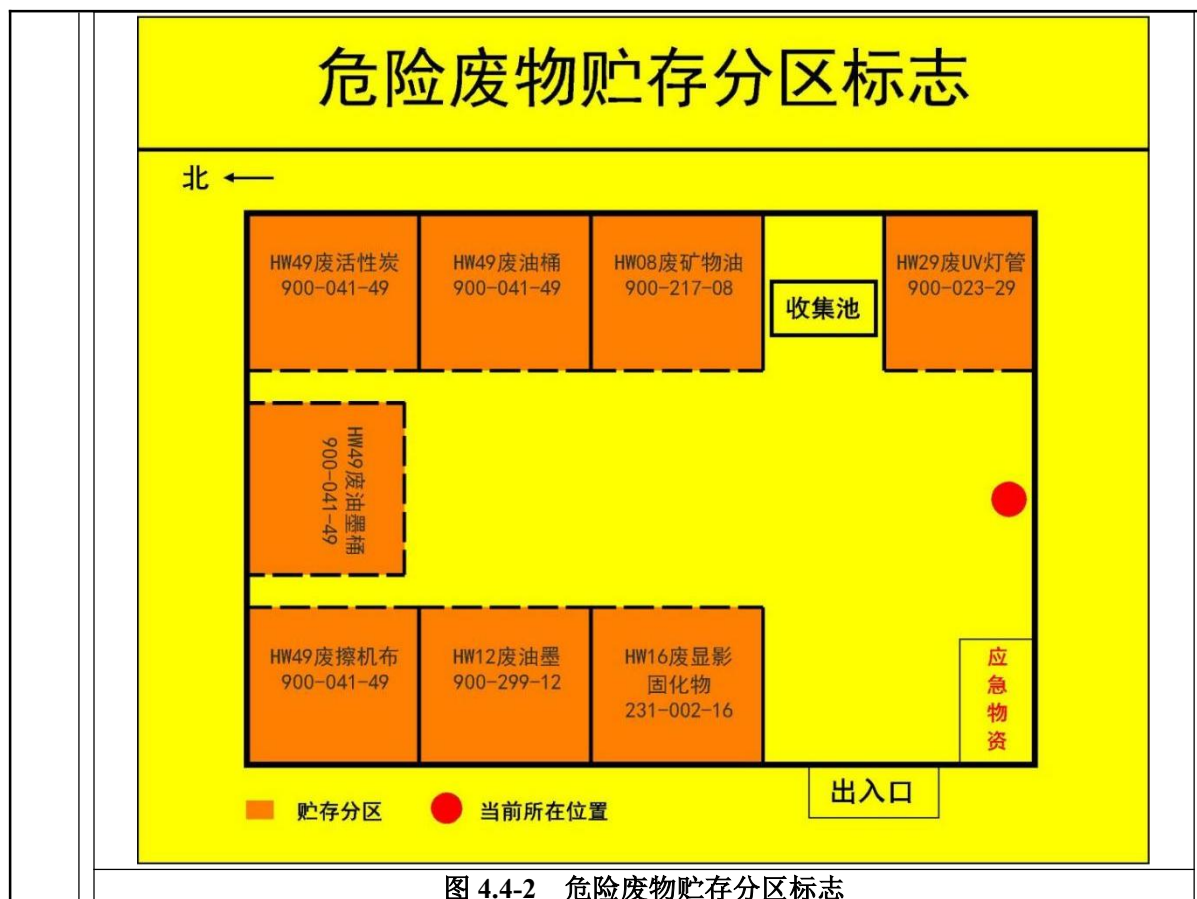 危险废物贮存分区标志
北
HW49废活性炭
900-041-49
HW49废油桶
900-041-49
HW08废矿物油
900-217-08
收集池
HW29废UV灯管
900-023-29
HW49废油墨桶
900-041-49
HW49废擦机布
900-041-49
HW12废油墨
900-299-12
HW16废显影
固化物
231-002-16
应急物资
出入口
贮存分区
当前所在位置
图 4.4-2 危险废物贮存分区标志